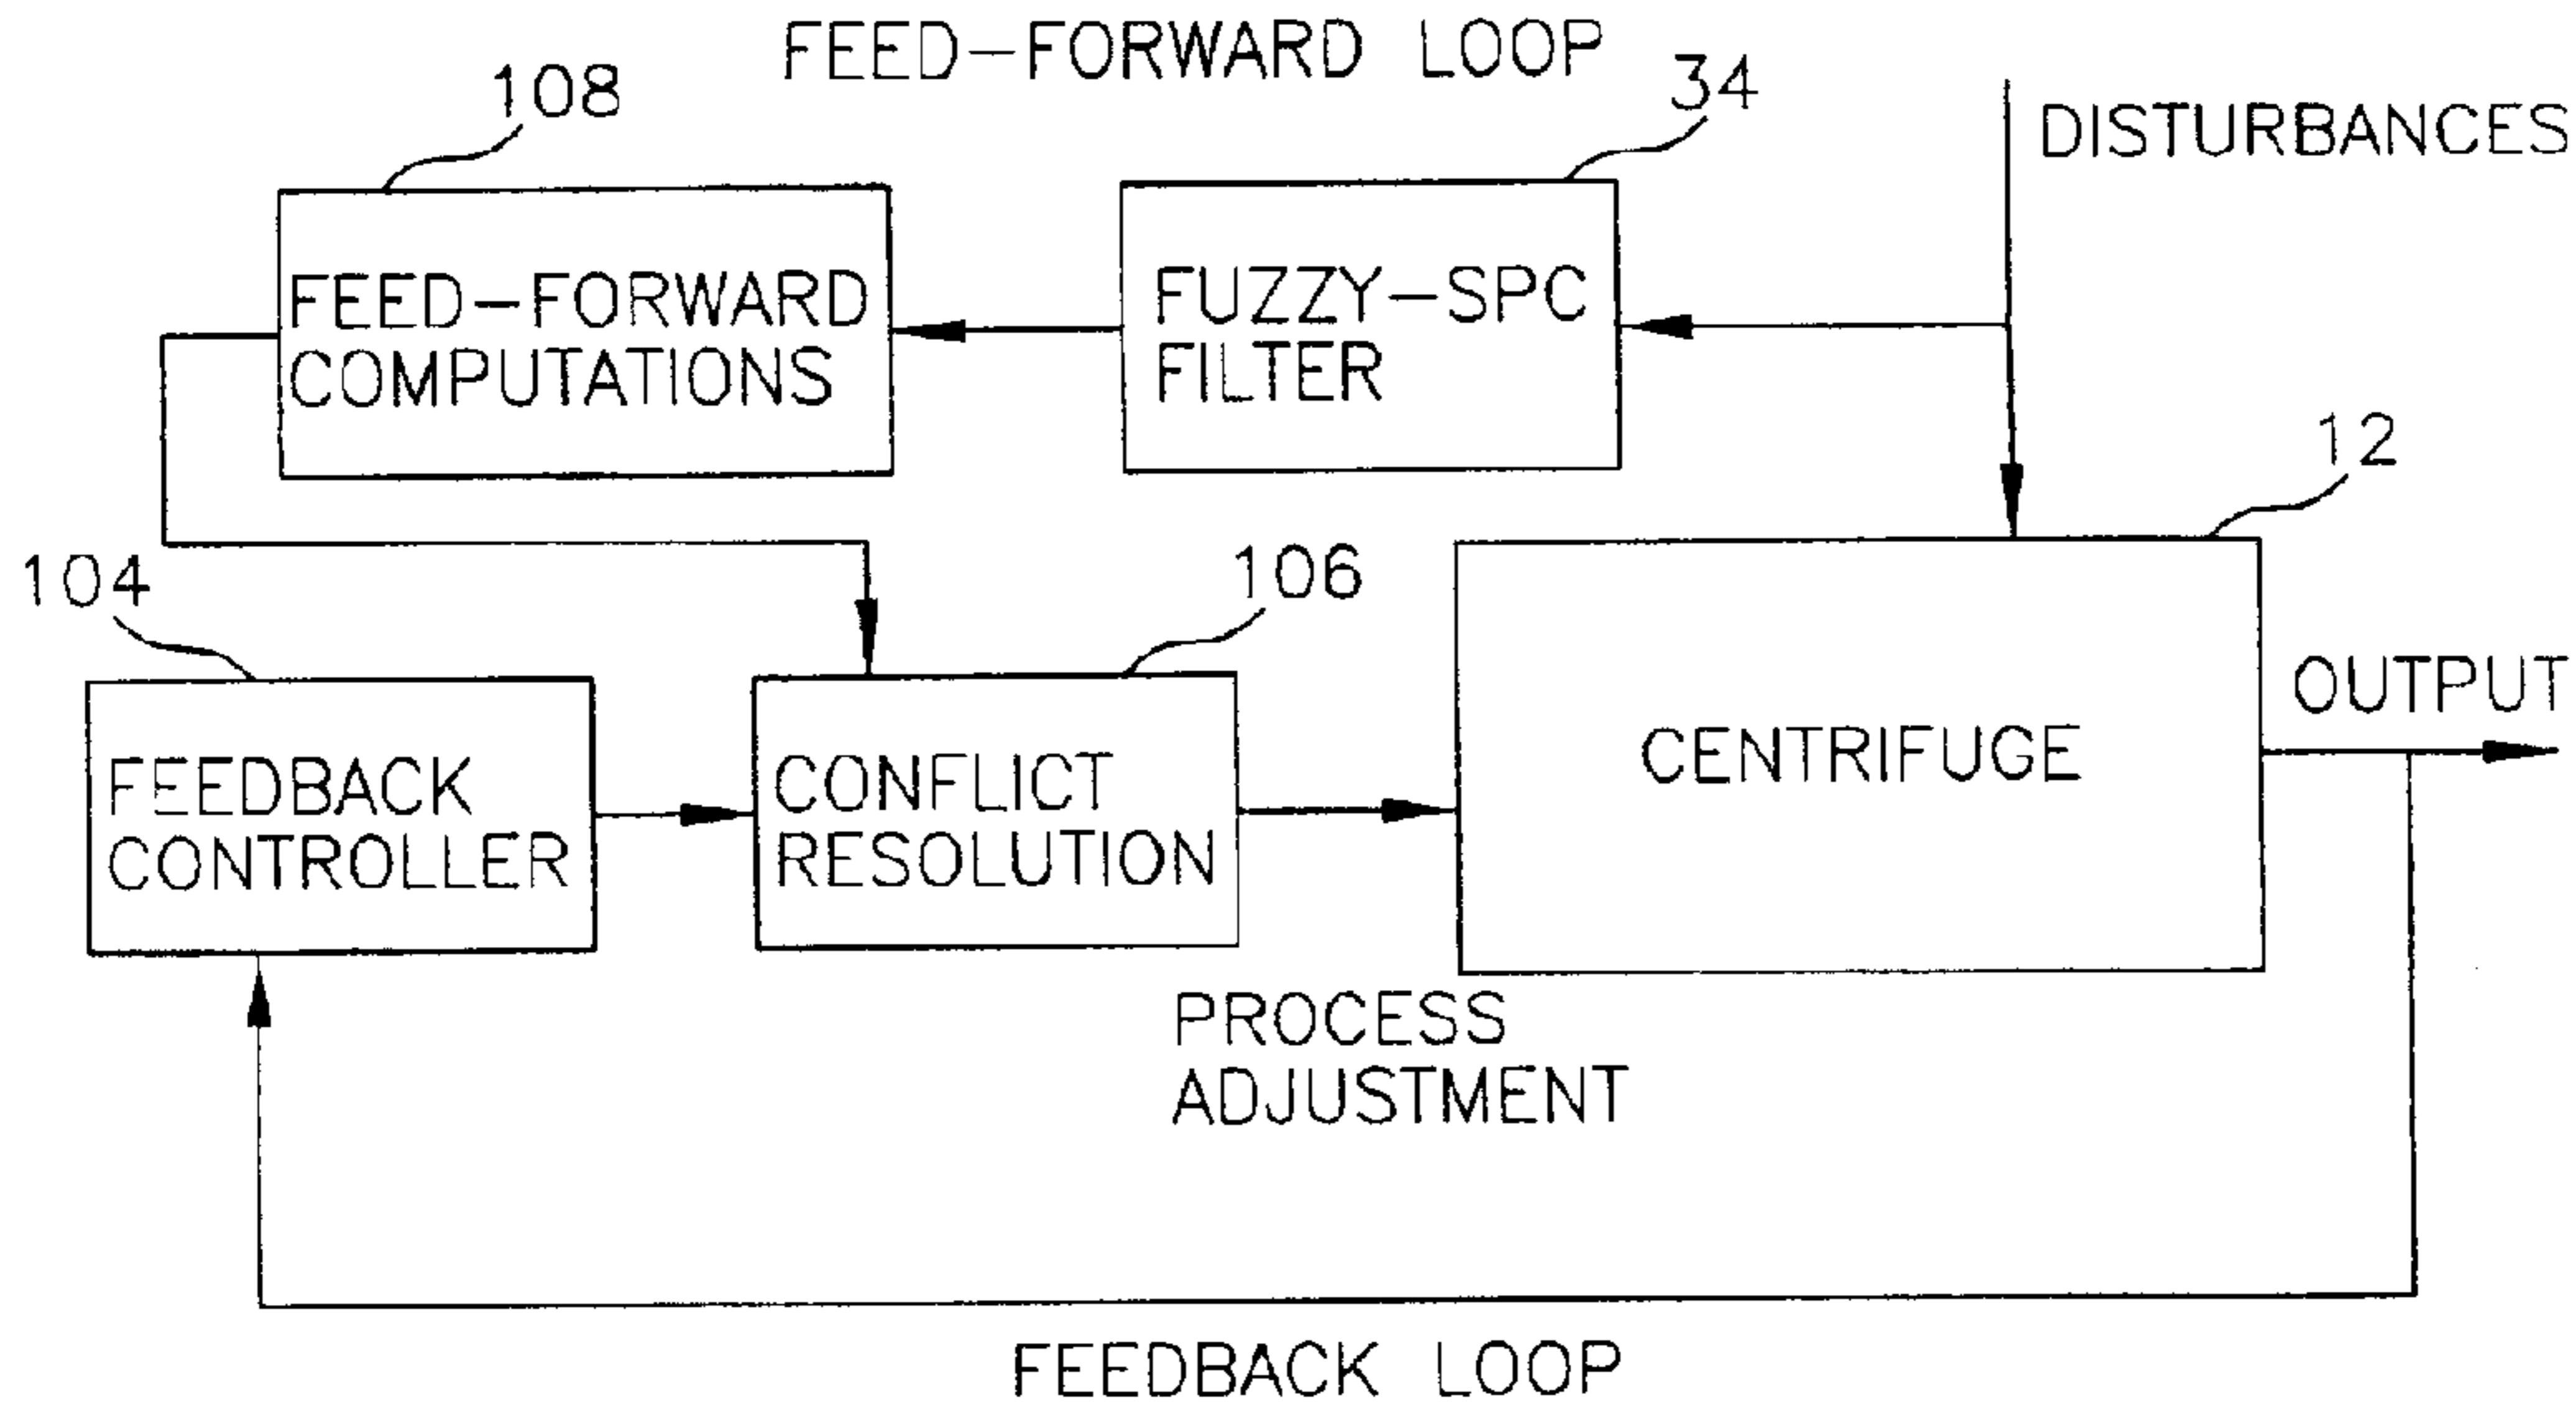 FEED-FORWARD LOOP
108
34
DISTURBANCES
FEED-FORWARD
COMPUTATIONS
FUZZY-SPC
FILTER
12
104
106
FEEDBACK
CONTROLLER
CONFLICT
RESOLUTION
CENTRIFUGE
OUTPUT
PROCESS
ADJUSTMENT
FEEDBACK LOOP